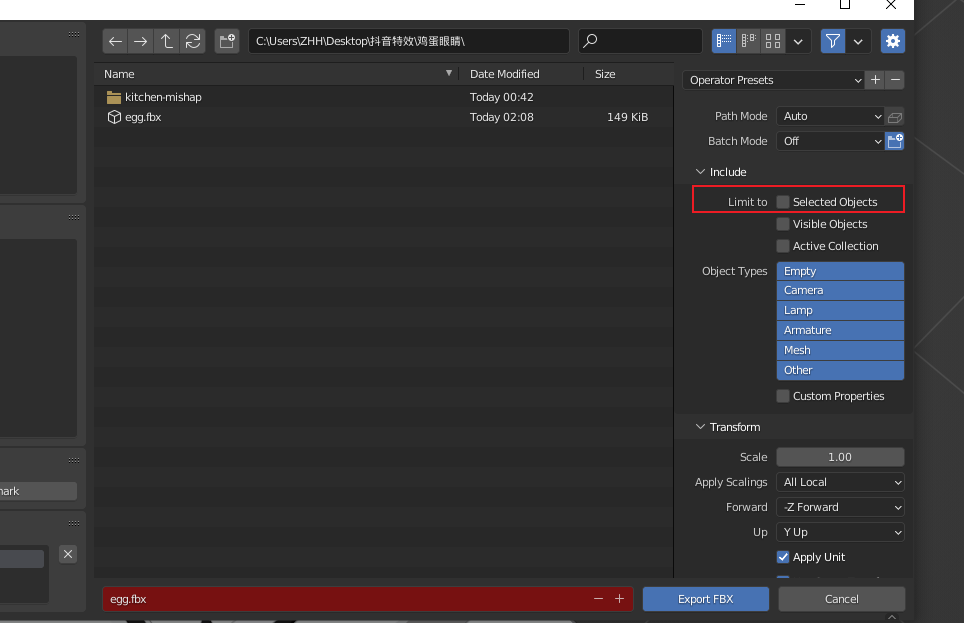 C:\Users\ZHH\Desktop\抖音特效\鸡蛋眼睛\
Name Date Modified Size
kitchen-mishap Today 00:42
egg.fbx Today 02:08 149 KiB
Operator Presets
Path Mode Auto
Batch Mode Off
Include
Limit to Selected Objects
Visible Objects
Active Collection
Object Types Empty
Camera
Lamp
Armature
Mesh
Other
Custom Properties
Transform
Scale 1.00
Apply Scalings All Local
Forward -Z Forward
Up Y Up
Apply Unit
nark
egg.fbx
Export FBX
Cancel